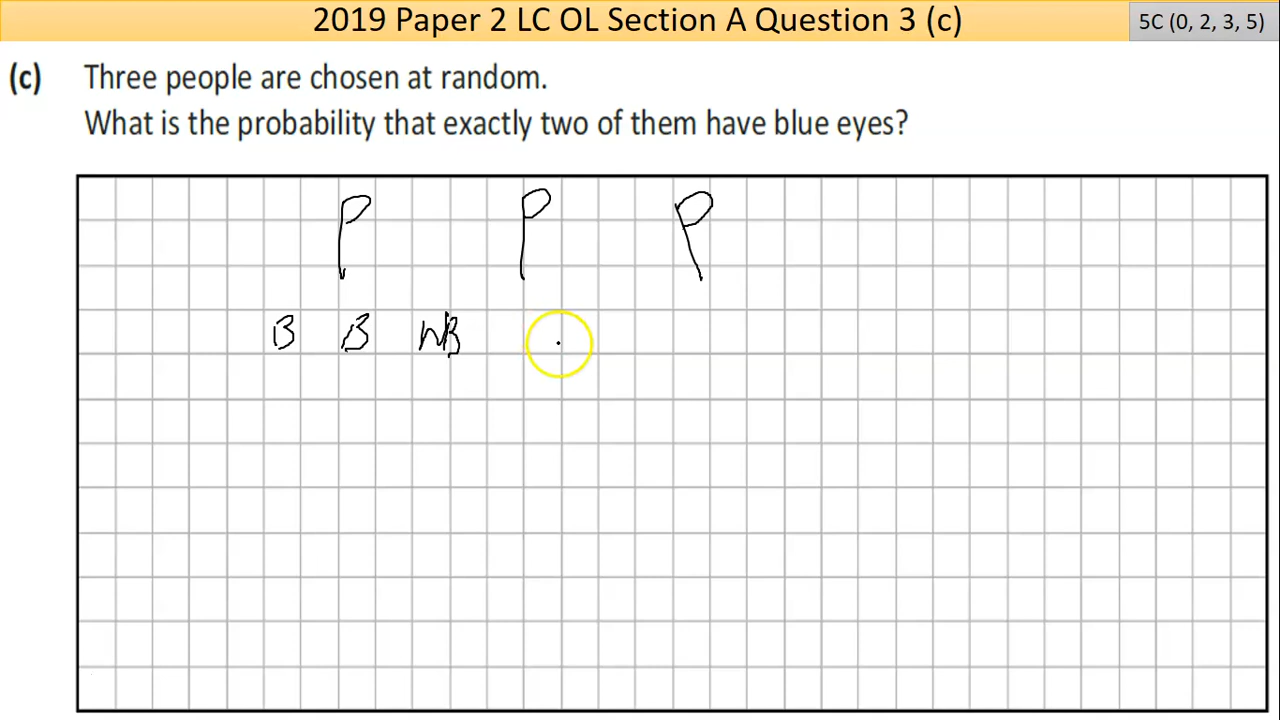 2019 Paper 2 LC OL Section A Question 3 (c)
5C (0, 2, 3, 5)
(c) Three people are chosen at random.
What is the probability that exactly two of them have blue eyes?
P P P
B B NB